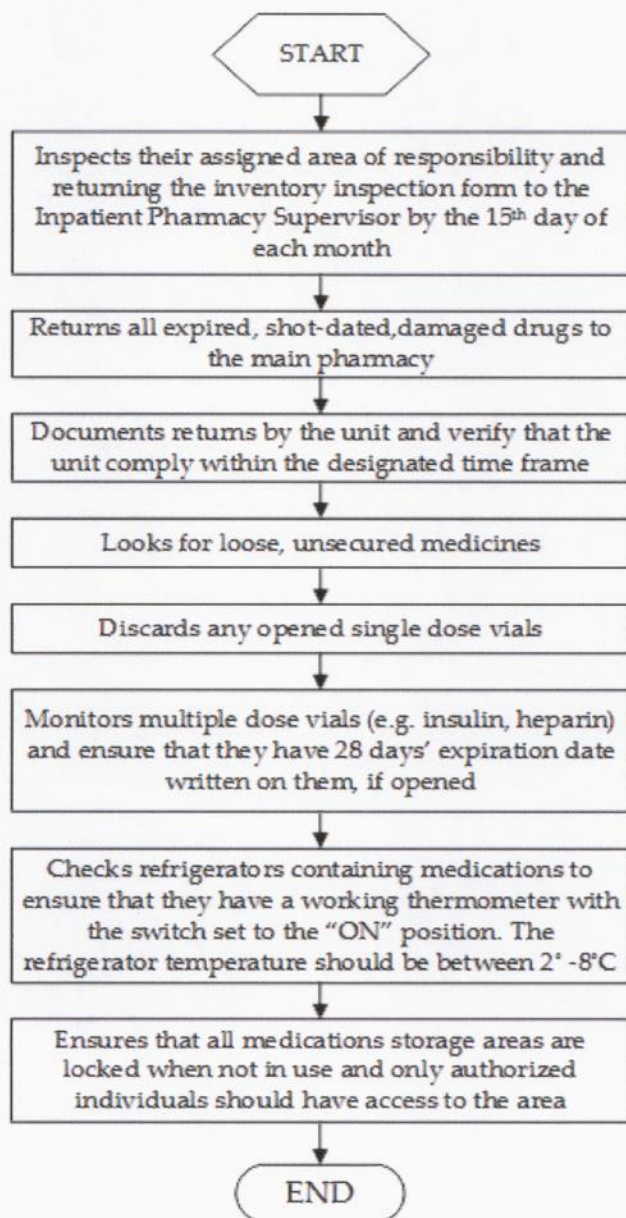 START
Inspects their assigned area of responsibility and
returning the inventory inspection form to the
Inpatient Pharmacy Supervisor by the 15th day of
each month
Returns all expired, shot-dated,damaged drugs to
the main pharmacy
Documents returns by the unit and verify that the
unit comply within the designated time frame
Looks for loose, unsecured medicines
Discards any opened single dose vials
Monitors multiple dose vials (e.g. insulin, heparin)
and ensure that they have 28 days’ expiration date
written on them, if opened
Checks refrigerators containing medications to
ensure that they have a working thermometer with
the switch set to the “ON” position. The
refrigerator temperature should be between 2° -8°C
Ensures that all medications storage areas are
locked when not in use and only authorized
individuals should have access to the area
END